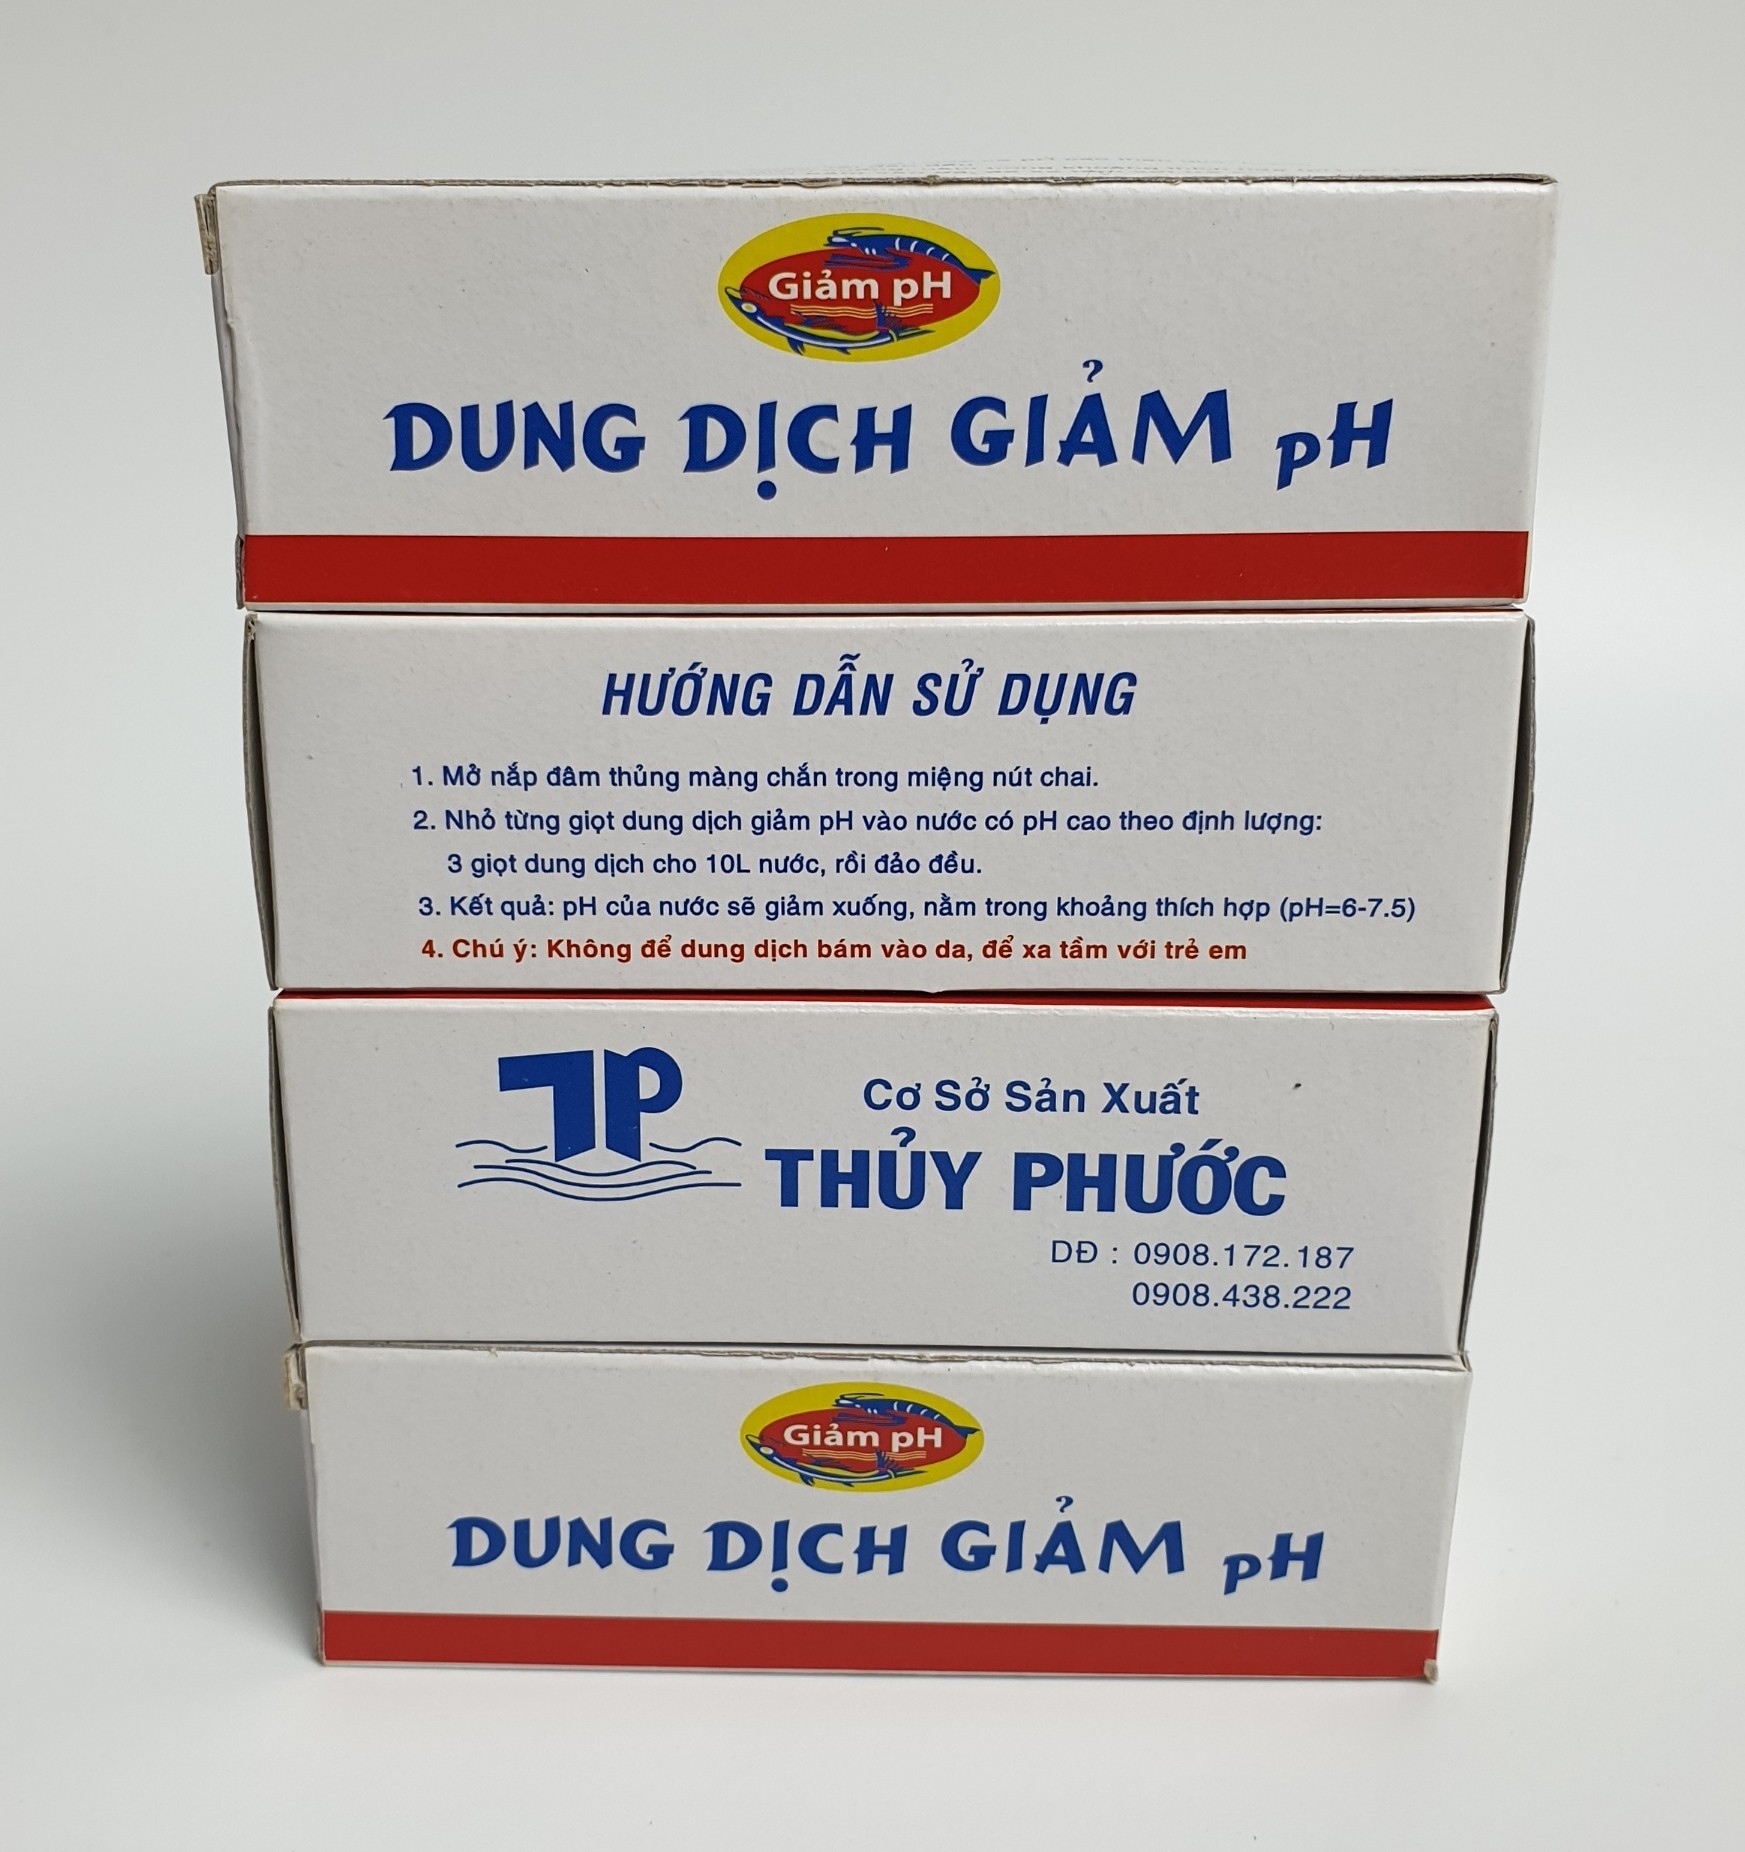 Giảm pH
DUNG DỊCH GIẢM pH
HƯỚNG DẪN SỬ DỤNG
1. Mở nắp đâm thủng màng chắn trong miệng nút chai.
2. Nhỏ từng giọt dung dịch giảm pH vào nước có pH cao theo định lượng:
3 giọt dung dịch cho 10L nước, rồi đảo đều.
3. Kết quả: pH của nước sẽ giảm xuống, nằm trong khoảng thích hợp (pH=6-7.5)
4. Chú ý: Không để dung dịch bám vào da, để xa tầm với trẻ em
TP
Cơ Sở Sản Xuất
THỦY PHƯỚC
DĐ : 0908.172.187
0908.438.222
Giảm pH
DUNG DỊCH GIẢM pH